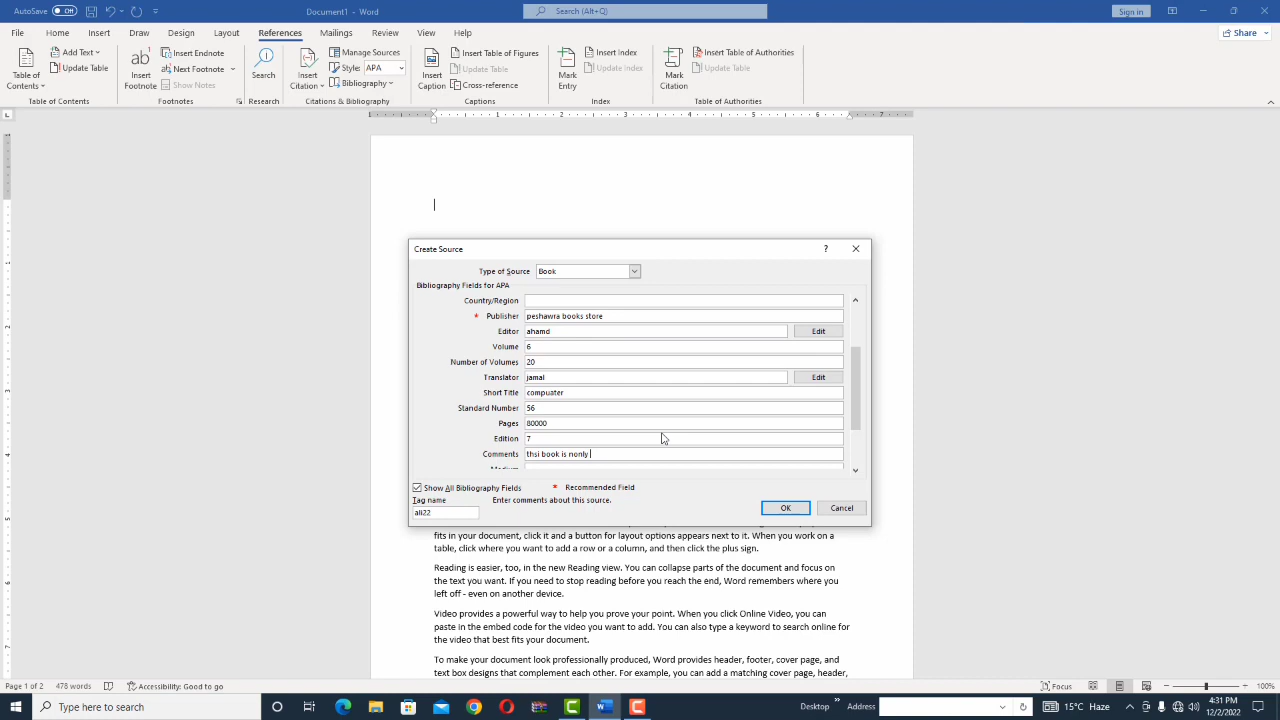 AutoSave Off Document1 - Word Search (Alt+Q) Sign in
File Home Insert Draw Design Layout References Mailings Review View Help Share
Table of Contents
Add Text
Update Table
Table of Contents
ab
Insert Footnote
Insert Endnote
Next Footnote
Show Notes
Footnotes
Search
Research
Insert Citation
Manage Sources
Style: APA
Bibliography
Citations & Bibliography
Insert Caption
Insert Table of Figures
Update Table
Cross-reference
Captions
Mark Entry
Insert Index
Update Index
Index
Mark Citation
Insert Table of Authorities
Update Table
Table of Authorities
1 1 2 3 4 5 6 7
Create Source ?
Type of Source Book
Bibliography Fields for APA
Country/Region
* Publisher peshawra books store
Editor ahamd Edit
Volume 6
Number of Volumes 20
Translator jamal Edit
Short Title compuater
Standard Number 56
Pages 80000
Edition 7
Comments thsi book is nonly
Show All Bibliography Fields * Recommended Field
Tag name Enter comments about this source.
ali22
OK Cancel
fits in your document, click it and a button for layout options appears next to it. When you work on a
table, click where you want to add a row or a column, and then click the plus sign.
Reading is easier, too, in the new Reading view. You can collapse parts of the document and focus on
the text you want. If you need to stop reading before you reach the end, Word remembers where you
left off - even on another device.
Video provides a powerful way to help you prove your point. When you click Online Video, you can
paste in the embed code for the video you want to add. You can also type a keyword to search online for
the video that best fits your document.
To make your document look professionally produced, Word provides header, footer, cover page, and
text box designs that complement each other. For example, you can add a matching cover page, header,
Page 1 of 2 478 words Accessibility: Good to go Focus 100%
Type here to search Desktop Address 15°C Haze 4:31 PM
12/2/2022